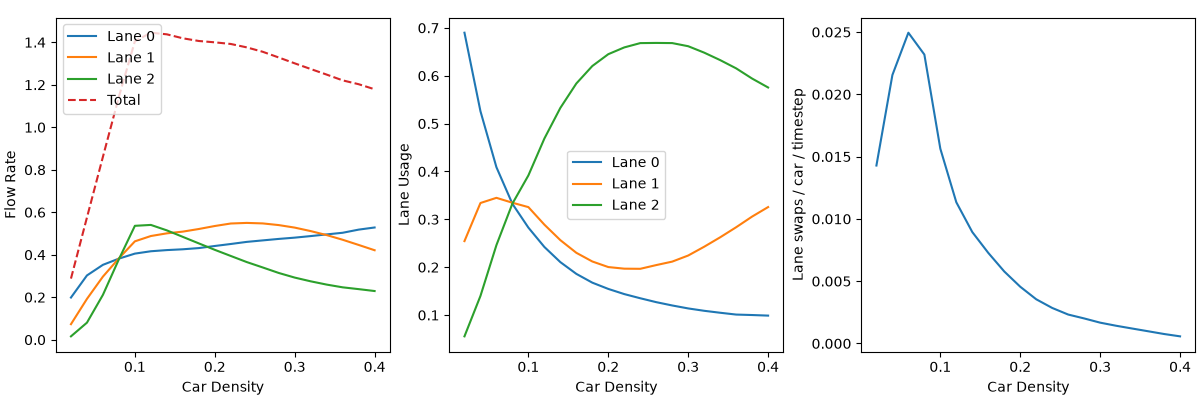 Flow Rate
1.4
1.2
1.0
0.8
0.6
0.4
0.2
0.0
Lane 0
Lane 1
Lane 2
Total
0.1
0.2
0.3
0.4
Car Density
Lane Usage
0.7
0.6
0.5
0.4
0.3
0.2
0.1
Lane 0
Lane 1
Lane 2
0.1
0.2
0.3
0.4
Car Density
Lane swaps / car / timestep
0.025
0.020
0.015
0.010
0.005
0.000
0.1
0.2
0.3
0.4
Car Density